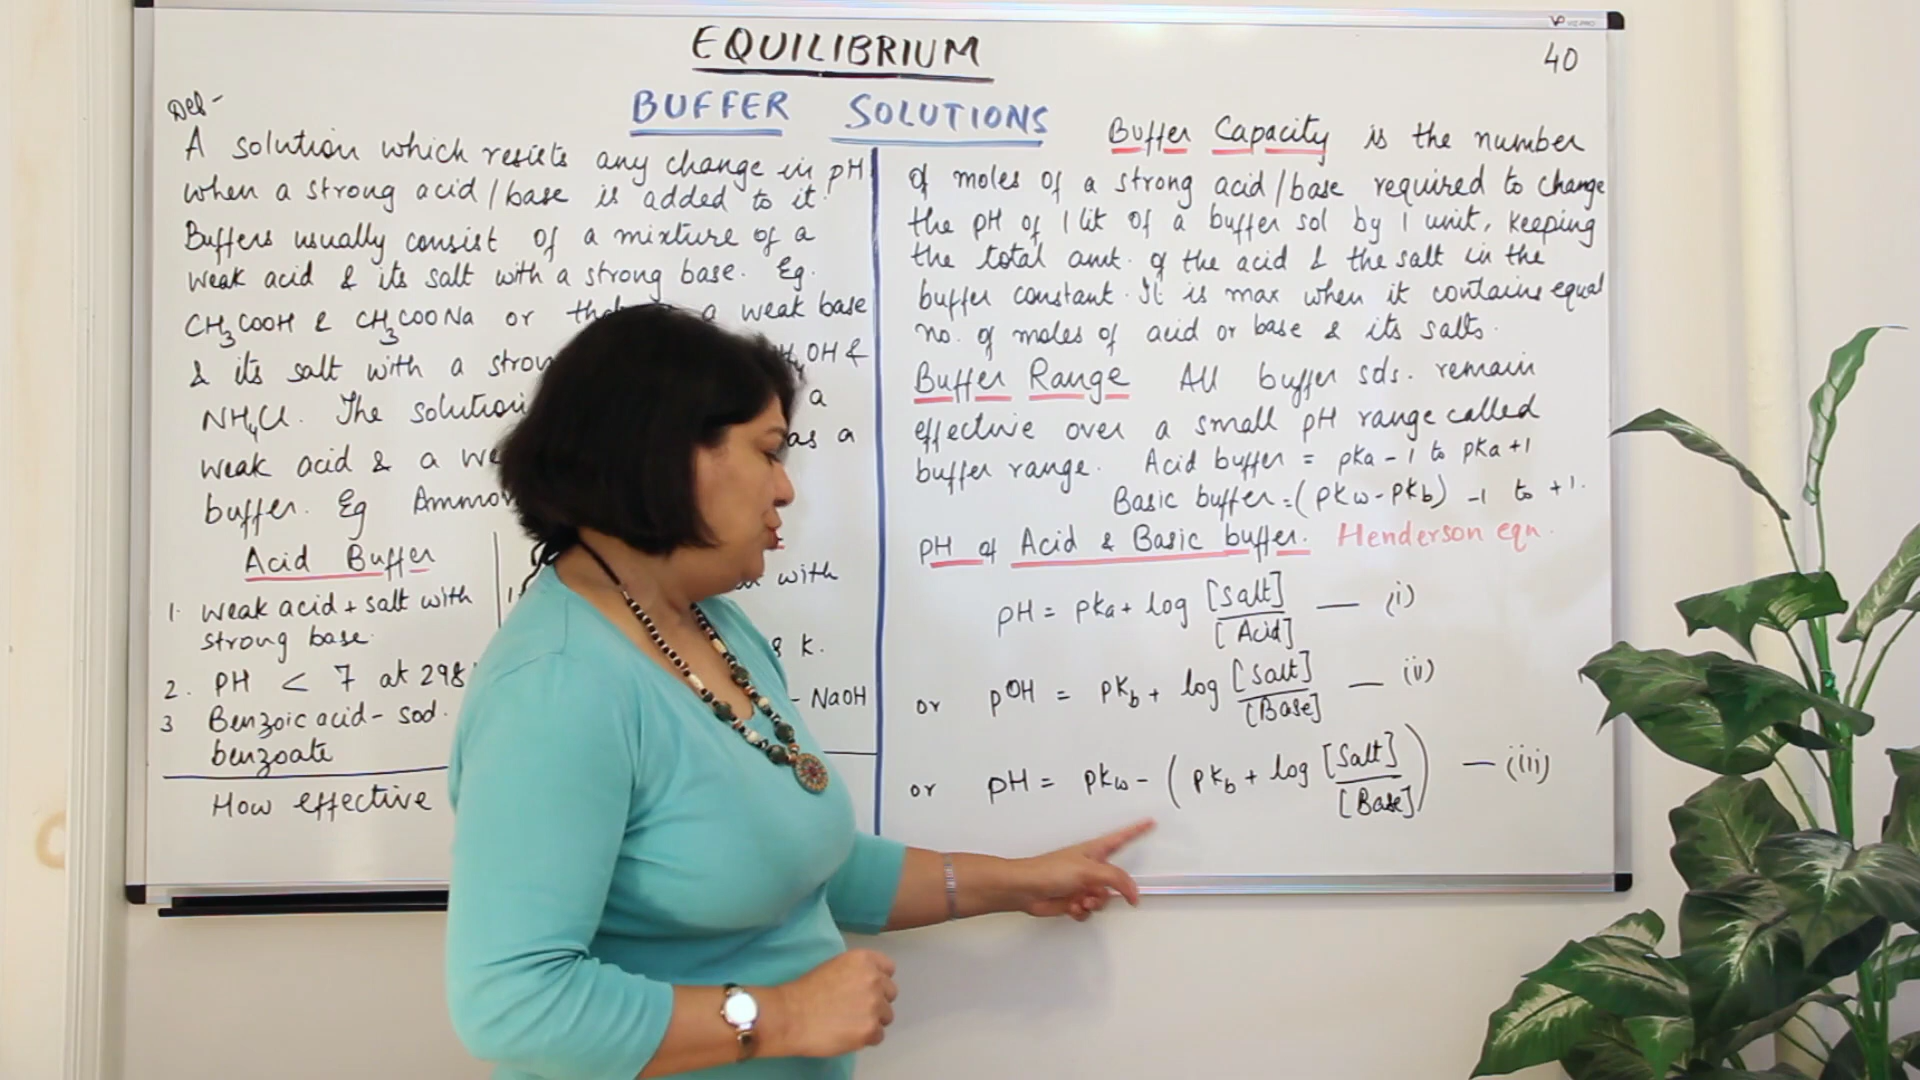 VP VIZ-PRO
EQUILIBRIUM
40
BUFFER SOLUTIONS
Def-
A solution which resists any change in pH
when a strong acid/base is added to it.
Buffers usually consist of a mixture of a
weak acid & its salt with a strong base. Eg.
CH3COOH & CH3COONa or a weak base
& its salt with a OH &
NH4Cl. The solution a
weak acid & a as a
buffer. Eg
Acid Buffer
1. weak acid + salt with
strong base.
2. PH < 7 at 298
3 Benzoic acid - sod.
benzoate
with
K.
- NaOH
How effective
Buffer Capacity is the number
of moles of a strong acid/base required to change
the pH of 1 lit of a buffer sol by 1 unit, keeping
the total amt. of the acid & the salt in the
buffer constant. It is max when it contains equal
no. of moles of acid or base & its salts.
Buffer Range All buffer sols. remain
effective over a small pH range called
buffer range. Acid buffer = pKa - 1 to pKa + 1
Basic buffer = (pKw - pKb) -1 to +1.
pH of Acid & Basic buffer. Henderson eqn.
pH = pKa + log [Salt]/[Acid] — (i)
or pOH = pKb + log [Salt]/[Base] — (ii)
or pH = pKw - (pKb + log [Salt]/[Base]) — (iii)